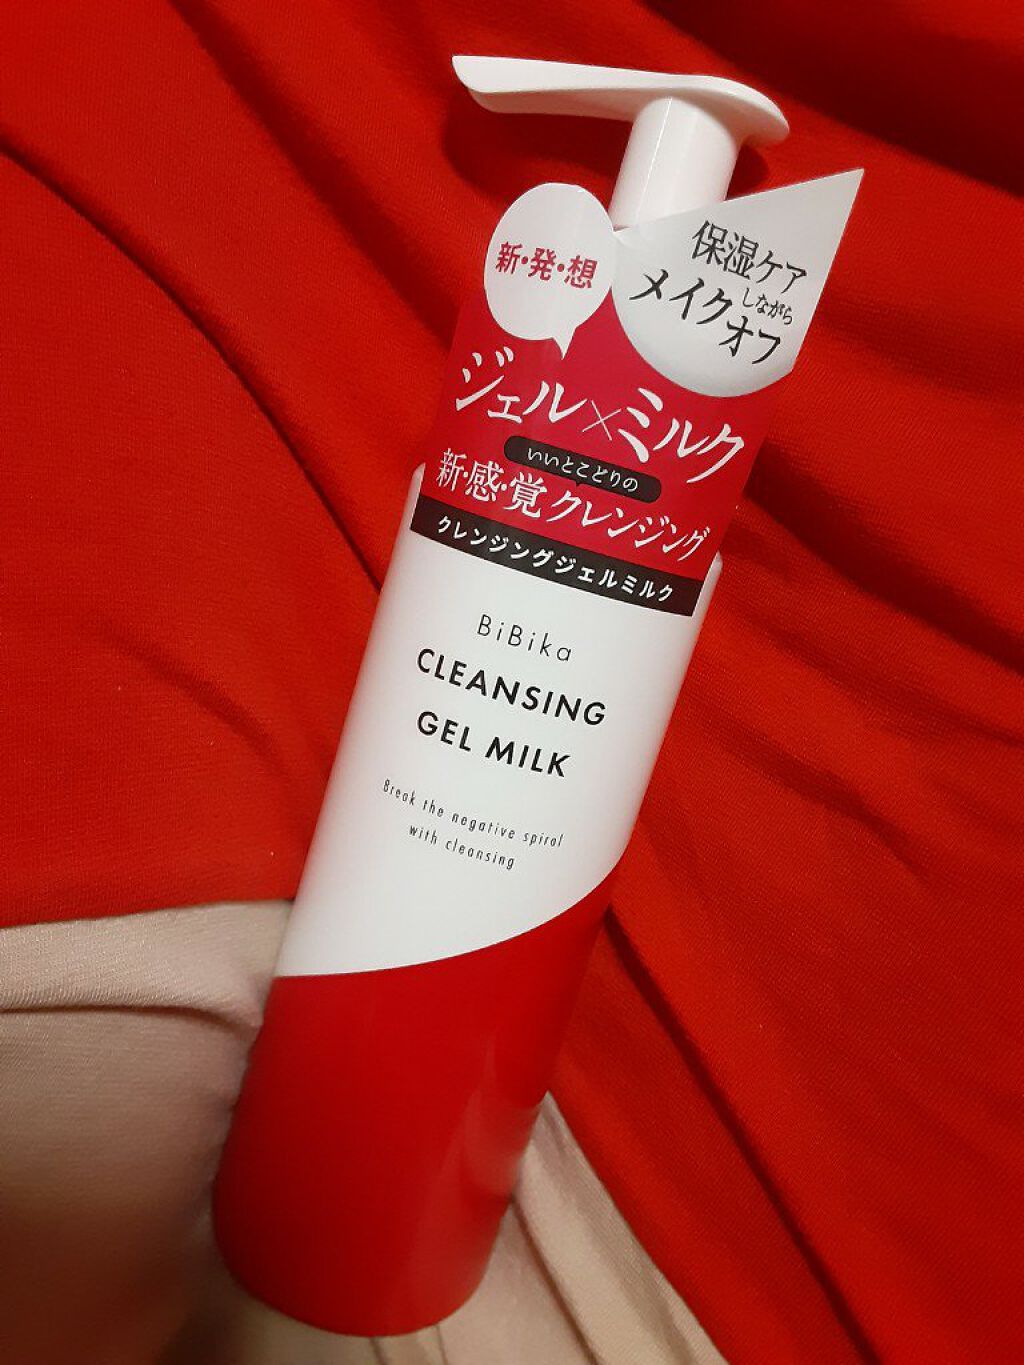 新・発・想
保湿ケア
しながら
メイクオフ
ジェル×ミルク
いいとこどりの
新・感・覚クレンジング
クレンジングジェルミルク
BiBika
CLEANSING
GEL MILK
Break the negative spiral
with cleansing